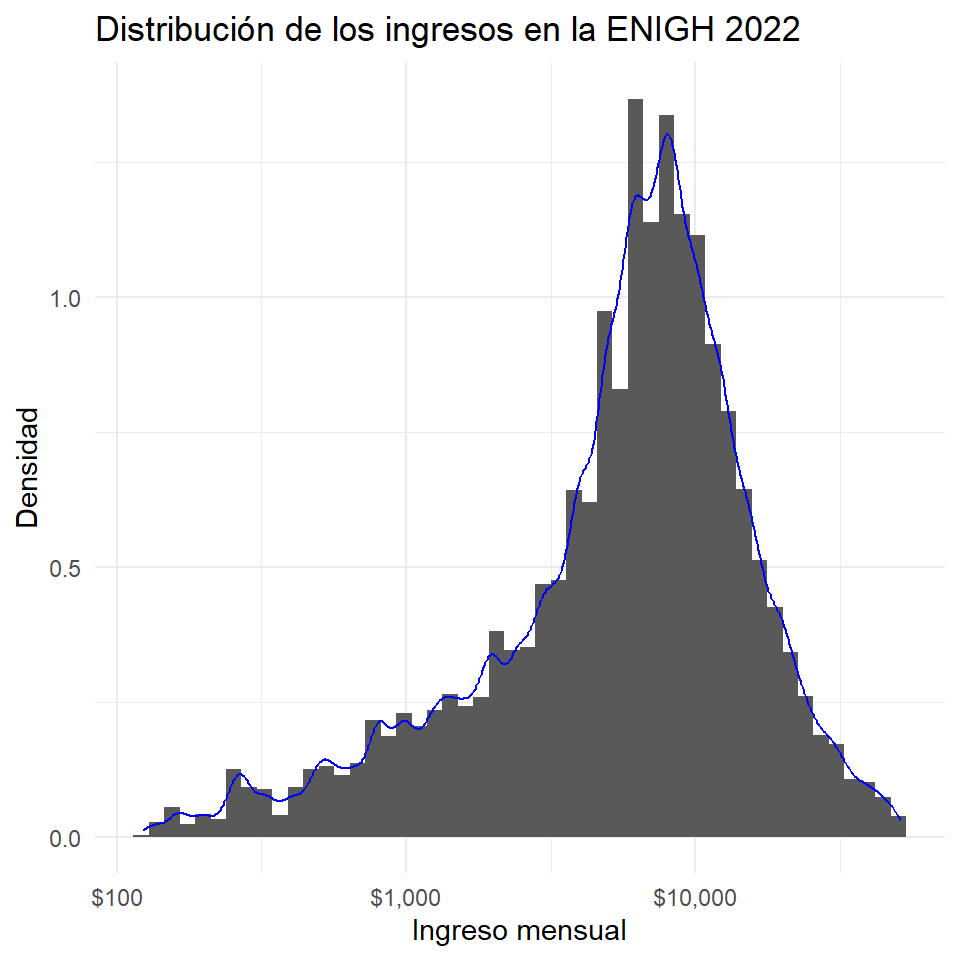 Distribución de los ingresos en la ENIGH 2022
Densidad
1.0
0.5
0.0
$100
$1,000
$10,000
Ingreso mensual